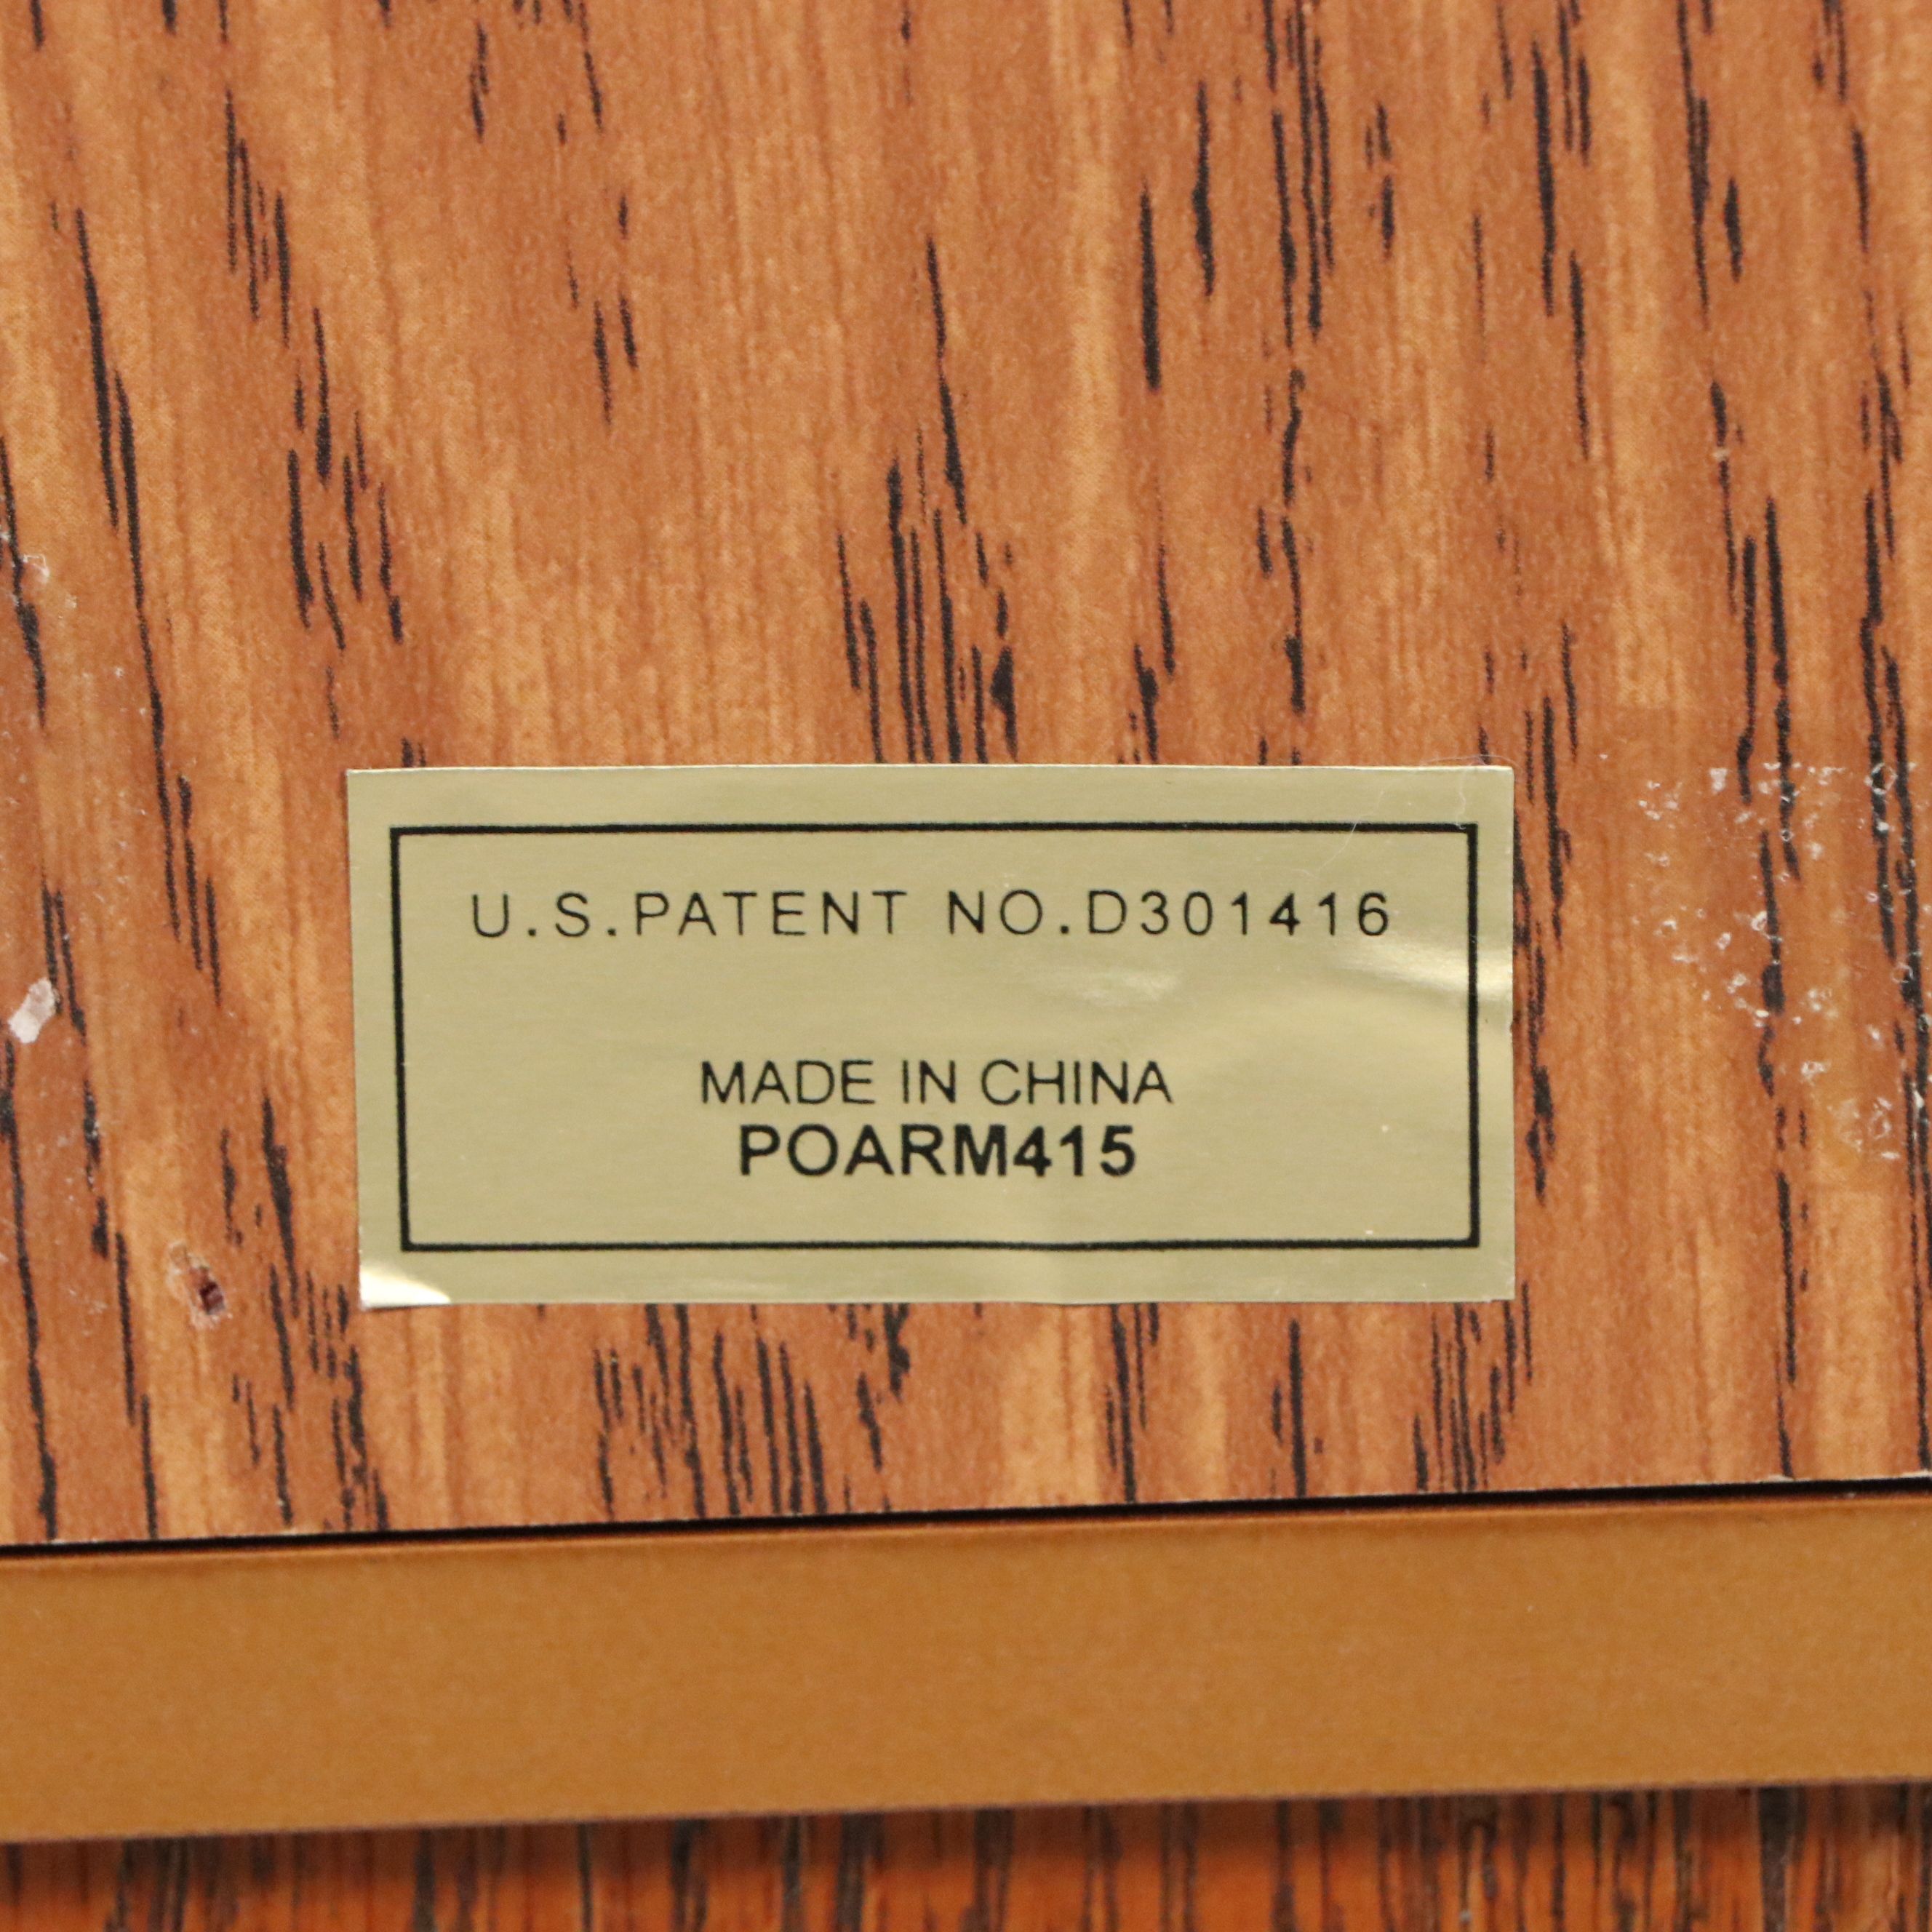 U.S.PATENT NO.D301416
MADE IN CHINA
POARM415